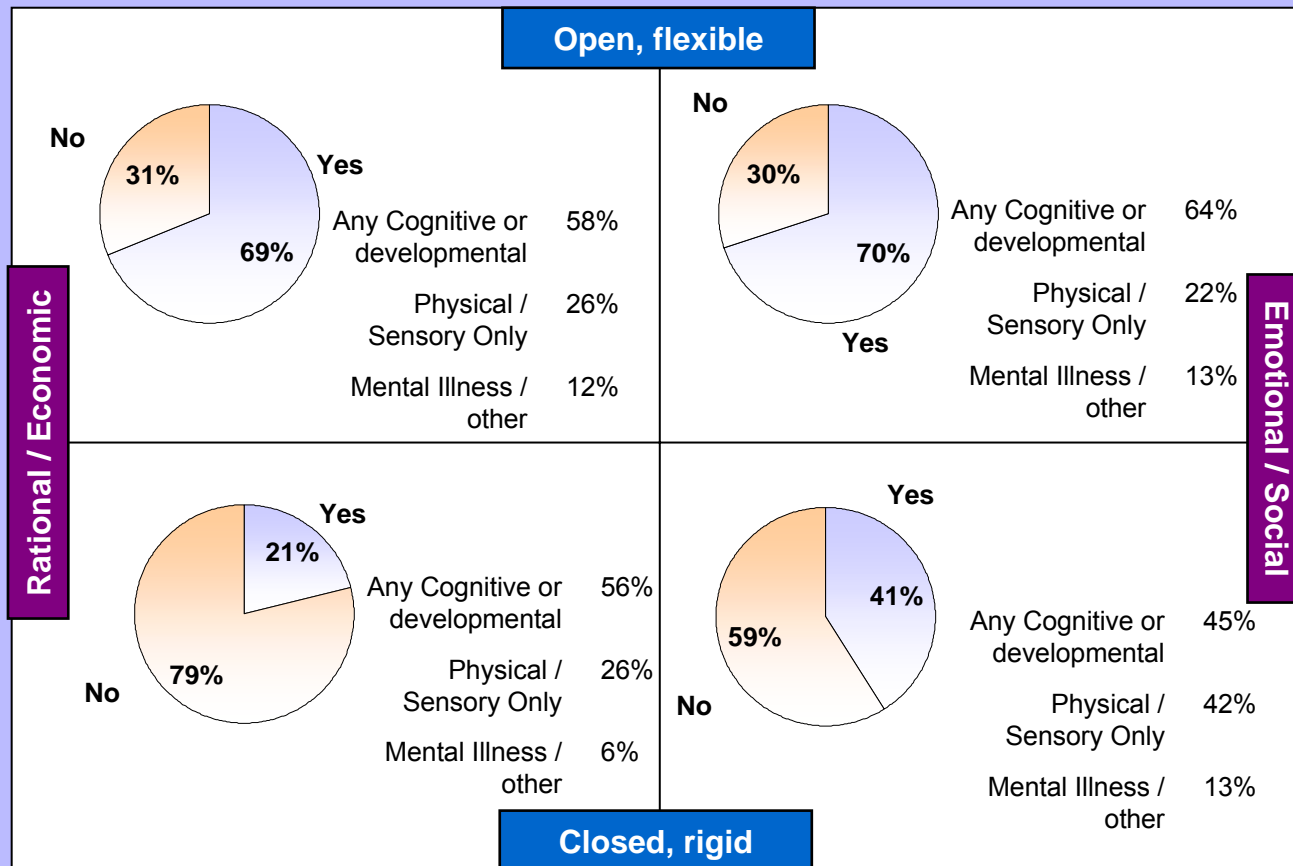 Open, flexible
Rational / Economic
Emotional / Social
No
31%
Yes
69%
Any Cognitive or 58%
developmental
Physical / 26%
Sensory Only
Mental Illness / 12%
other
No
30%
70%
Yes
Any Cognitive or 64%
developmental
Physical / 22%
Sensory Only
Mental Illness / 13%
other
Yes
21%
79%
No
Any Cognitive or 56%
developmental
Physical / 26%
Sensory Only
Mental Illness / 6%
other
Yes
41%
59%
No
Any Cognitive or 45%
developmental
Physical / 42%
Sensory Only
Mental Illness / 13%
other
Closed, rigid